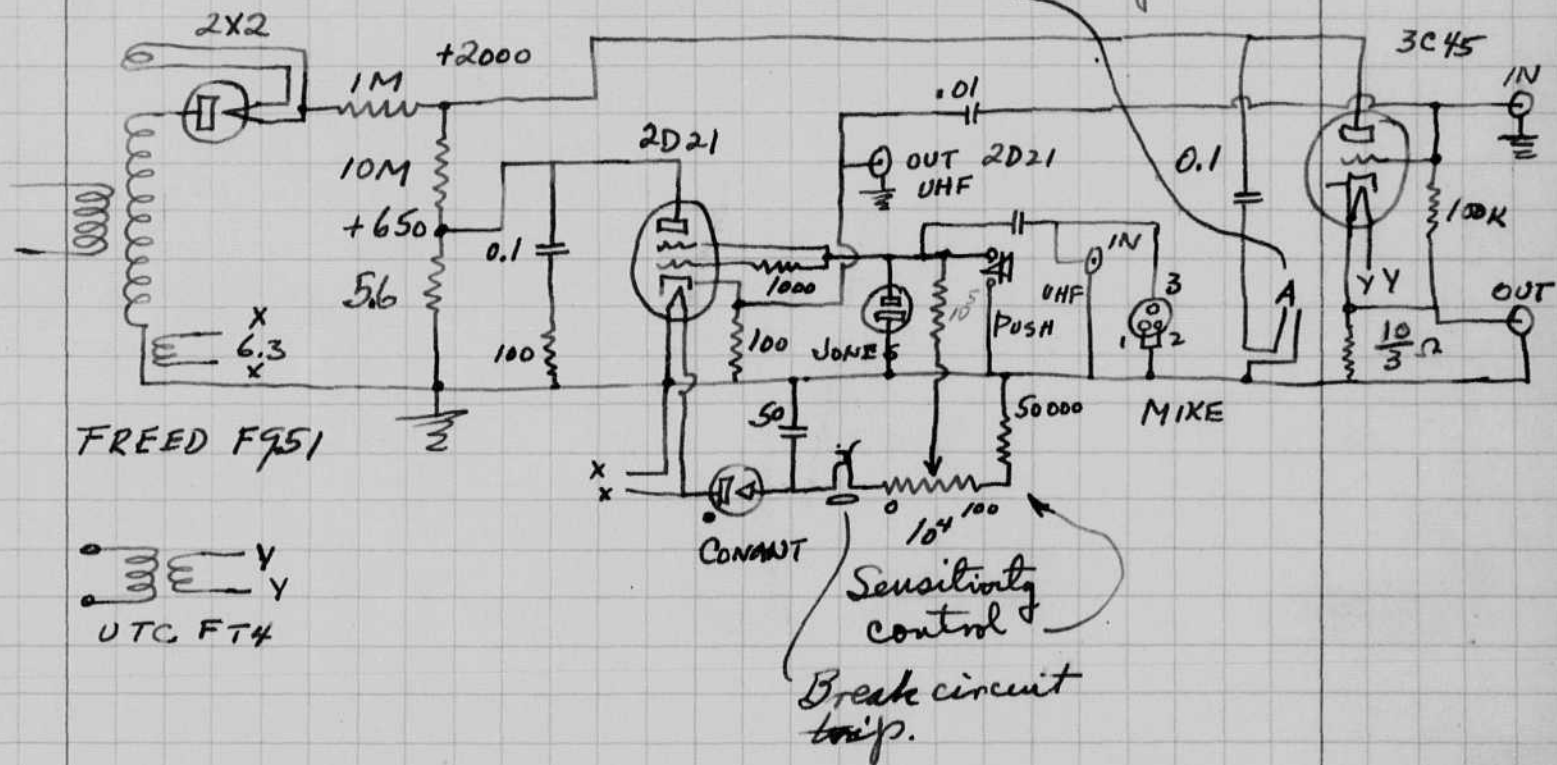 2X2
+2000
3C45
1M
IN
.01
2D21
OUT 2D21
UHF
0.1
10M
+650
0.1
100K
5.6
1000
IN
UHF
3
Y Y
A
OUT
10⁵
PUSH
X
6.3
X
100
100
JONES
1 2
10/3 Ω
50
50000
MIKE
FREED F951
X
X
0 10⁴ 100
CONANT
Sensitivity
control
Y
Y
UTC FT4
Break circuit
trip.